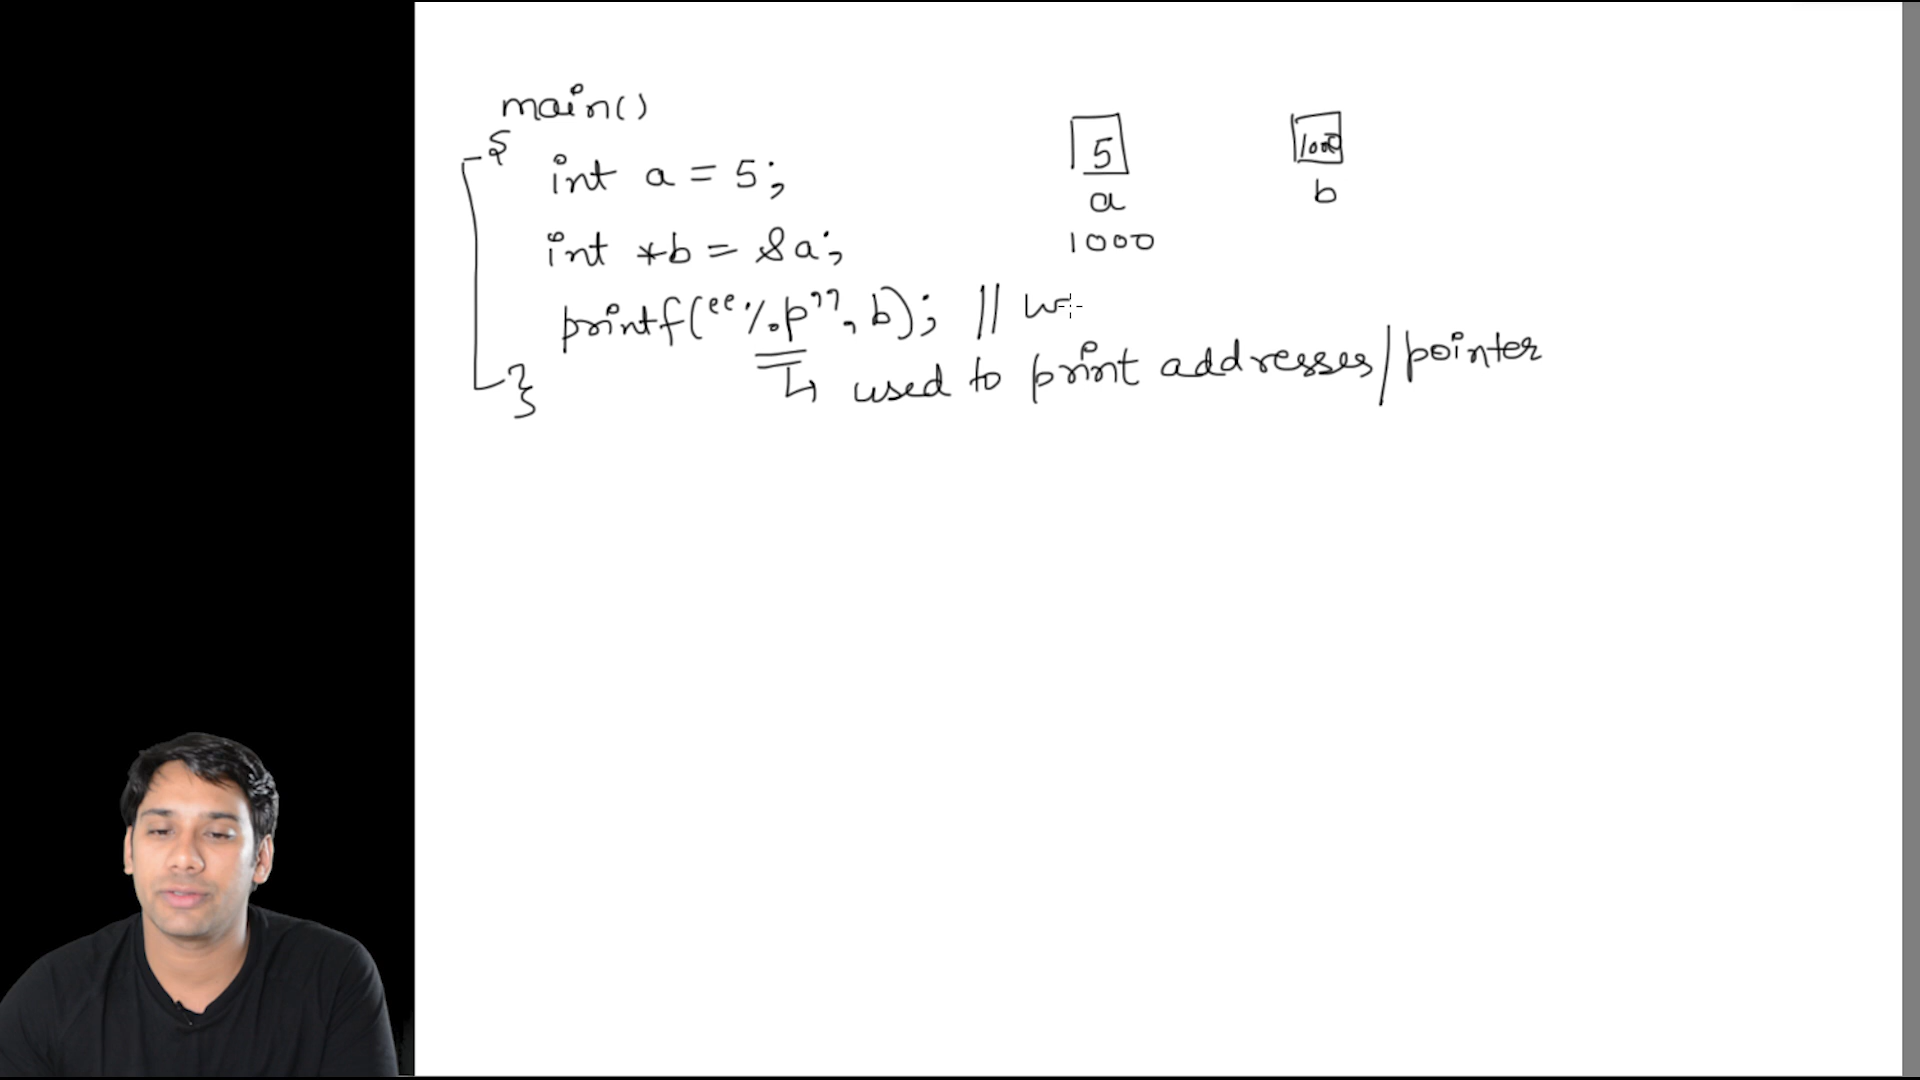 main()
{
int a = 5;
int *b = &a;
printf("%p", b); // w
↳ used to print addresses/pointer
}
5
a
1000
1000
b